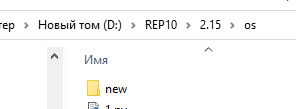 тер › Новый том (D:) › REP10 › 2.15 › os
Имя
new